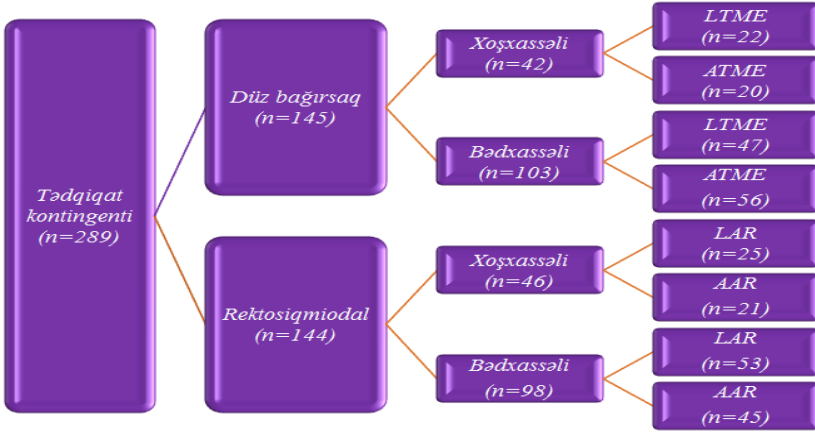 Tədqiqat
kontingenti
(n=289)
Düz bağırsaq
(n=145)
Xoşxassəli
(n=42)
LTME
(n=22)
ATME
(n=20)
Bədxassəli
(n=103)
LTME
(n=47)
ATME
(n=56)
Rektosiqmiodal
(n=144)
Xoşxassəli
(n=46)
LAR
(n=25)
AAR
(n=21)
Bədxassəli
(n=98)
LAR
(n=53)
AAR
(n=45)